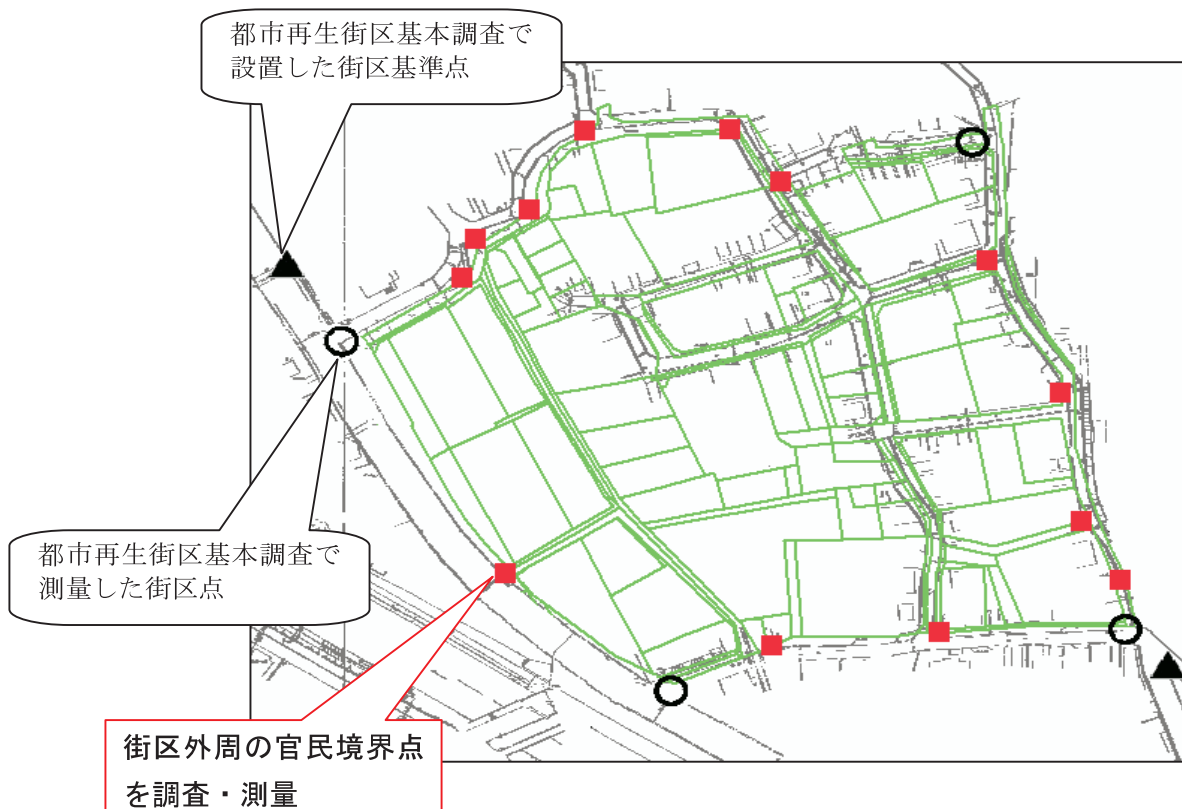 都市再生街区基本調査で
設置した街区基準点
都市再生街区基本調査で
測量した街区点
街区外周の官民境界点
を調査・測量